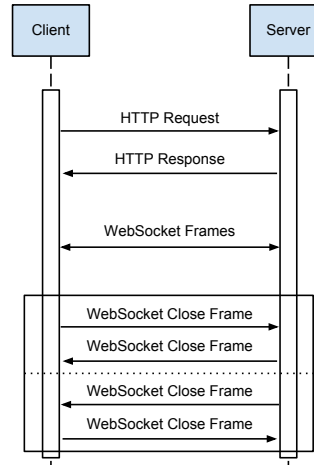 Client
Server
HTTP Request
HTTP Response
WebSocket Frames
WebSocket Close Frame
WebSocket Close Frame
WebSocket Close Frame
WebSocket Close Frame